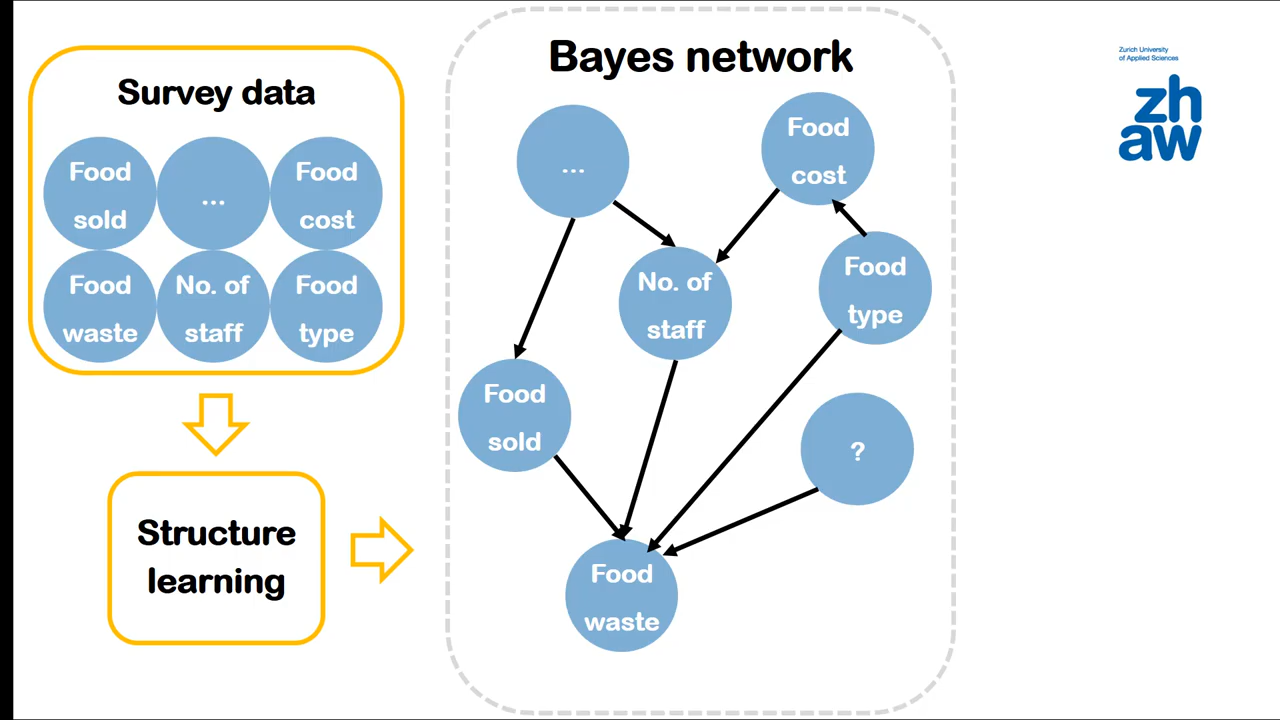 Survey data
Food
sold
...
Food
cost
Food
waste
No. of
staff
Food
type
Structure
learning
Bayes network
...
Food
cost
No. of
staff
Food
type
Food
sold
?
Food
waste
Zurich University
of Applied Sciences
zh
aw